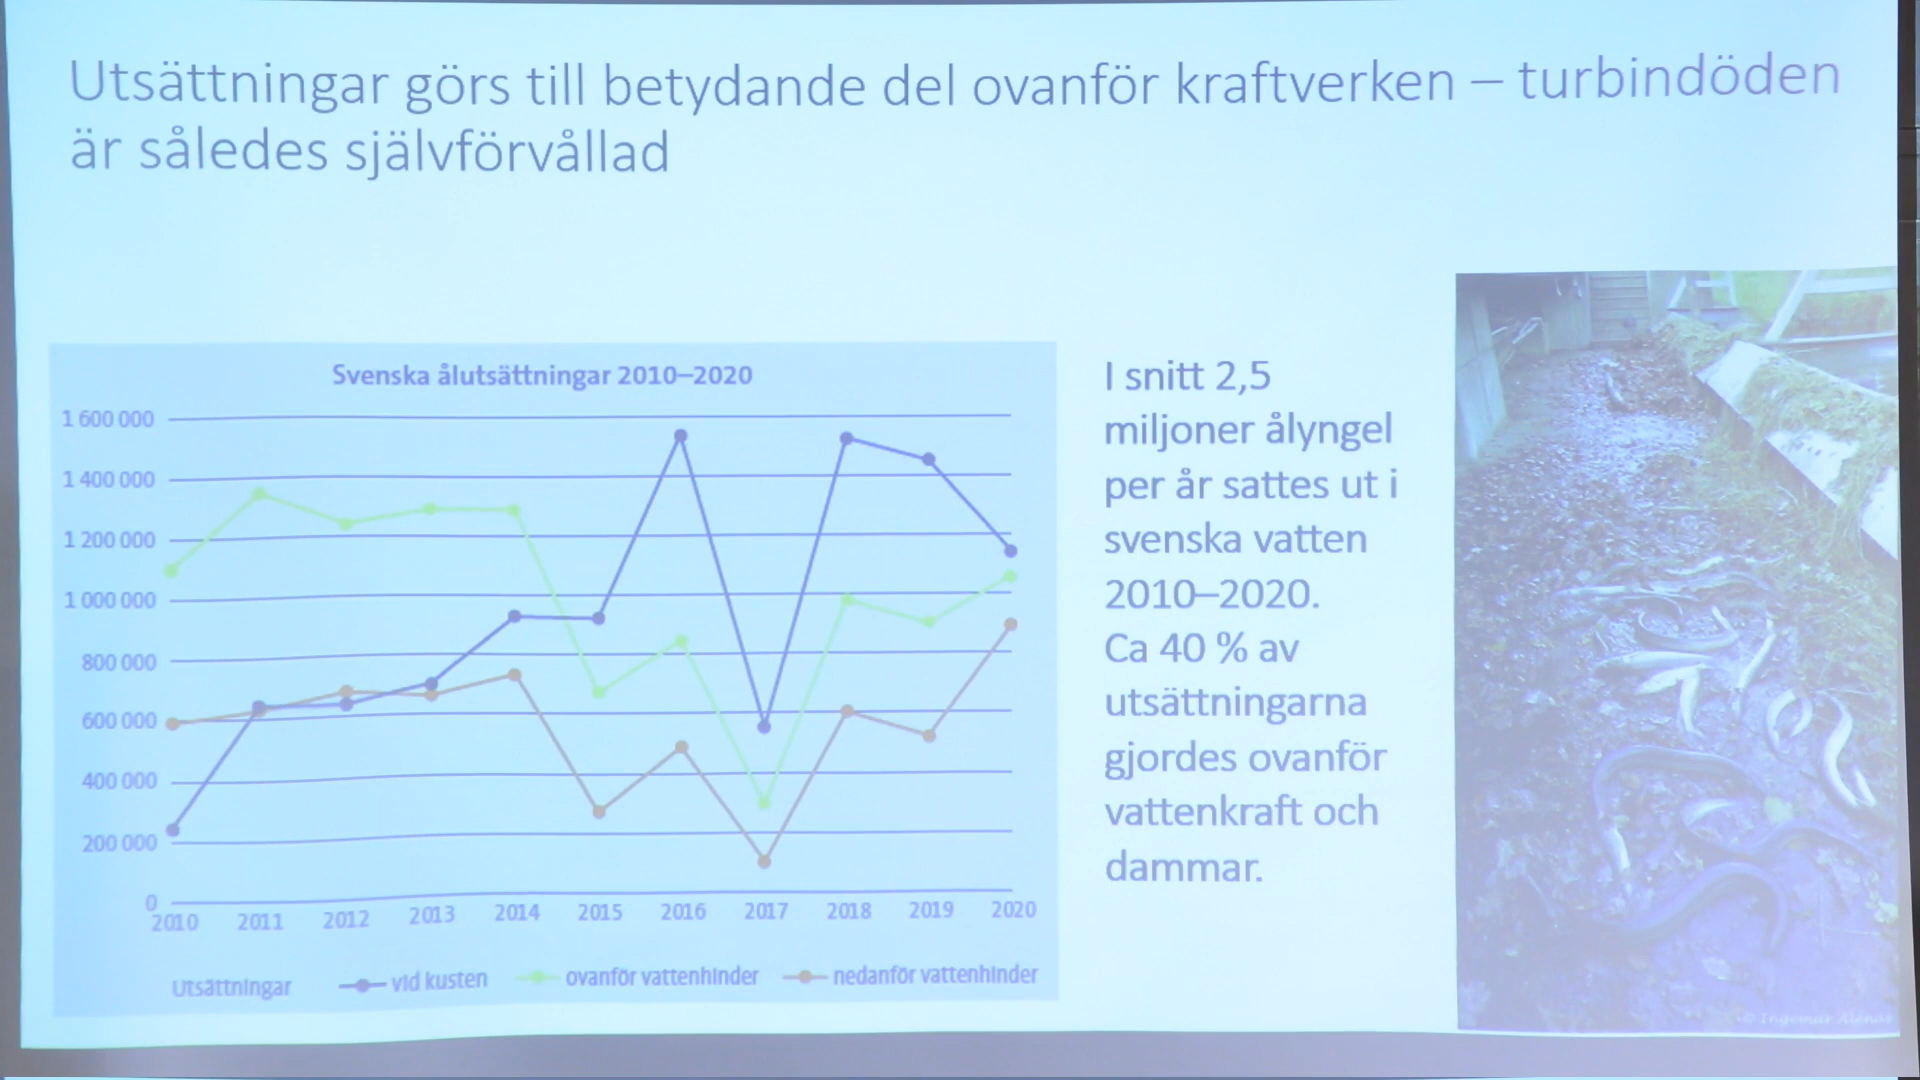 Utsättningar görs till betydande del ovanför kraftverken – turbindöden
är således självförvållad
Svenska ålutsättningar 2010–2020
1 600 000
1 400 000
1 200 000
1 000 000
800 000
600 000
400 000
200 000
0
2010 2011 2012 2013 2014 2015 2016 2017 2018 2019 2020
Utsättningar vid kusten ovanför vattenhinder nedanför vattenhinder
I snitt 2,5
miljoner ålyngel
per år sattes ut i
svenska vatten
2010–2020.
Ca 40 % av
utsättningarna
gjordes ovanför
vattenkraft och
dammar.
© Ingemar Alenäs